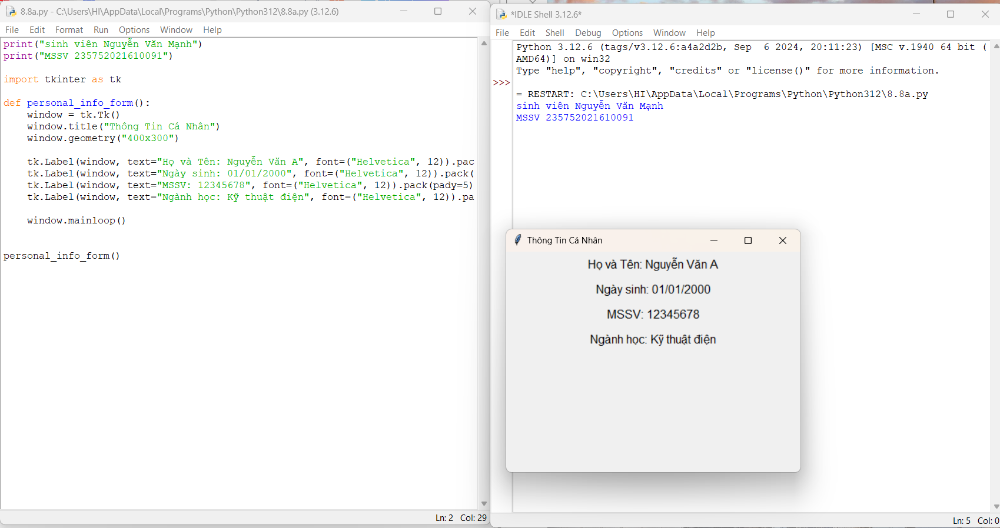 8.8a.py - C:\Users\HI\AppData\Local\Programs\Python\Python312\8.8a.py (3.12.6)
File Edit Format Run Options Window Help
print("sinh viên Nguyễn Văn Mạnh")
print("MSSV 235752021610091")
import tkinter as tk
def personal_info_form():
    window = tk.Tk()
    window.title("Thông Tin Cá Nhân")
    window.geometry("400x300")
    tk.Label(window, text="Họ và Tên: Nguyễn Văn A", font=("Helvetica", 12)).pac
    tk.Label(window, text="Ngày sinh: 01/01/2000", font=("Helvetica", 12)).pack(
    tk.Label(window, text="MSSV: 12345678", font=("Helvetica", 12)).pack(pady=5)
    tk.Label(window, text="Ngành học: Kỹ thuật điện", font=("Helvetica", 12)).pa
    window.mainloop()
personal_info_form()
Ln: 2 Col: 29
*IDLE Shell 3.12.6*
File Edit Shell Debug Options Window Help
Python 3.12.6 (tags/v3.12.6:a4a2d2b, Sep  6 2024, 20:11:23) [MSC v.1940 64 bit (
AMD64)] on win32
Type "help", "copyright", "credits" or "license()" for more information.
>>>
= RESTART: C:\Users\HI\AppData\Local\Programs\Python\Python312\8.8a.py
sinh viên Nguyễn Văn Mạnh
MSSV 235752021610091
Thông Tin Cá Nhân
Họ và Tên: Nguyễn Văn A
Ngày sinh: 01/01/2000
MSSV: 12345678
Ngành học: Kỹ thuật điện
Ln: 5 Col: 0